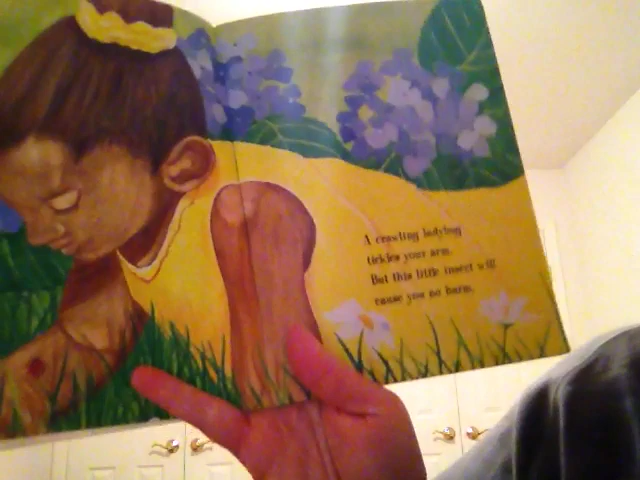 A crawling ladybug
tickles your arm.
But this little insect will
cause you no harm.